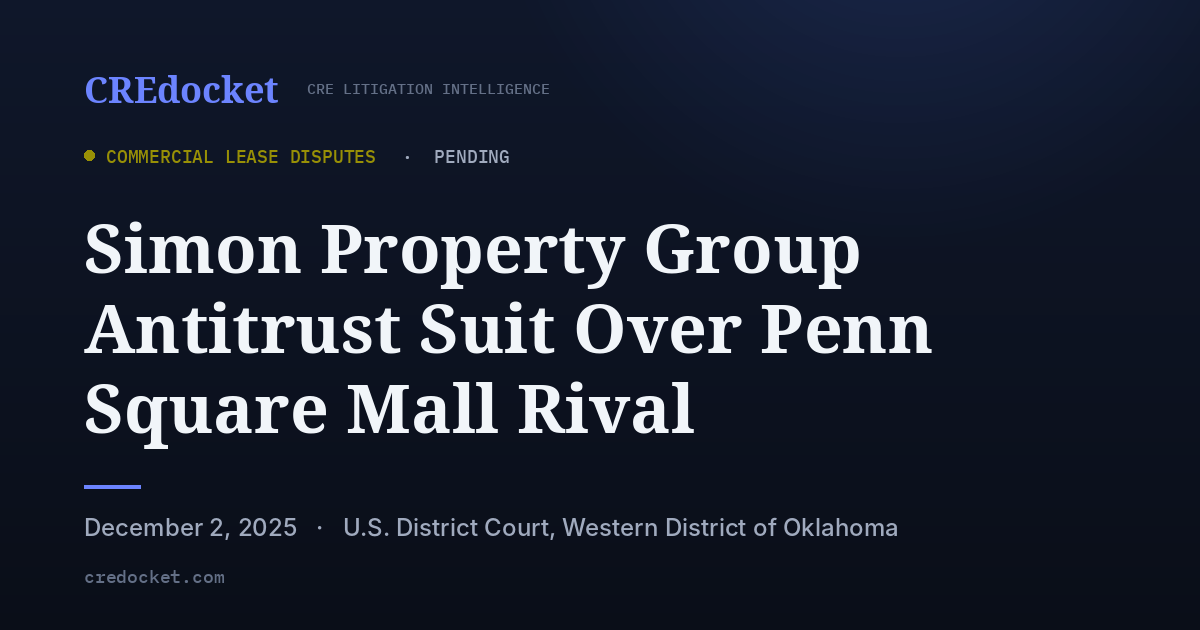 CREdocket CRE LITIGATION INTELLIGENCE
COMMERCIAL LEASE DISPUTES · PENDING
Simon Property Group
Antitrust Suit Over Penn
Square Mall Rival
December 2, 2025 · U.S. District Court, Western District of Oklahoma
credocket.com